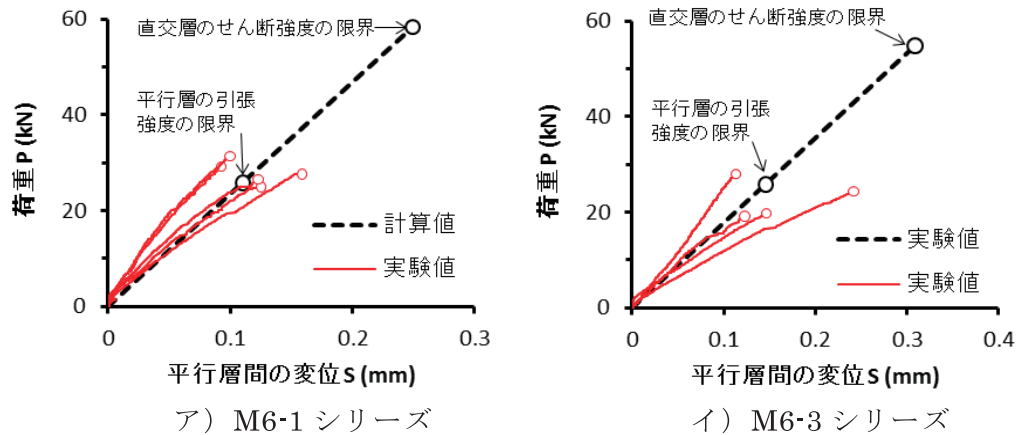 60
40
20
0
荷重 P (kN)
直交層のせん断強度の限界
平行層の引張
強度の限界
計算値
実験値
0
0.1
0.2
0.3
平行層間の変位 S (mm)
ア）M6-1 シリーズ
60
40
20
0
荷重 P (kN)
直交層のせん断強度の限界
平行層の引張
強度の限界
実験値
実験値
0
0.1
0.2
0.3
0.4
平行層間の変位 S (mm)
イ）M6-3 シリーズ